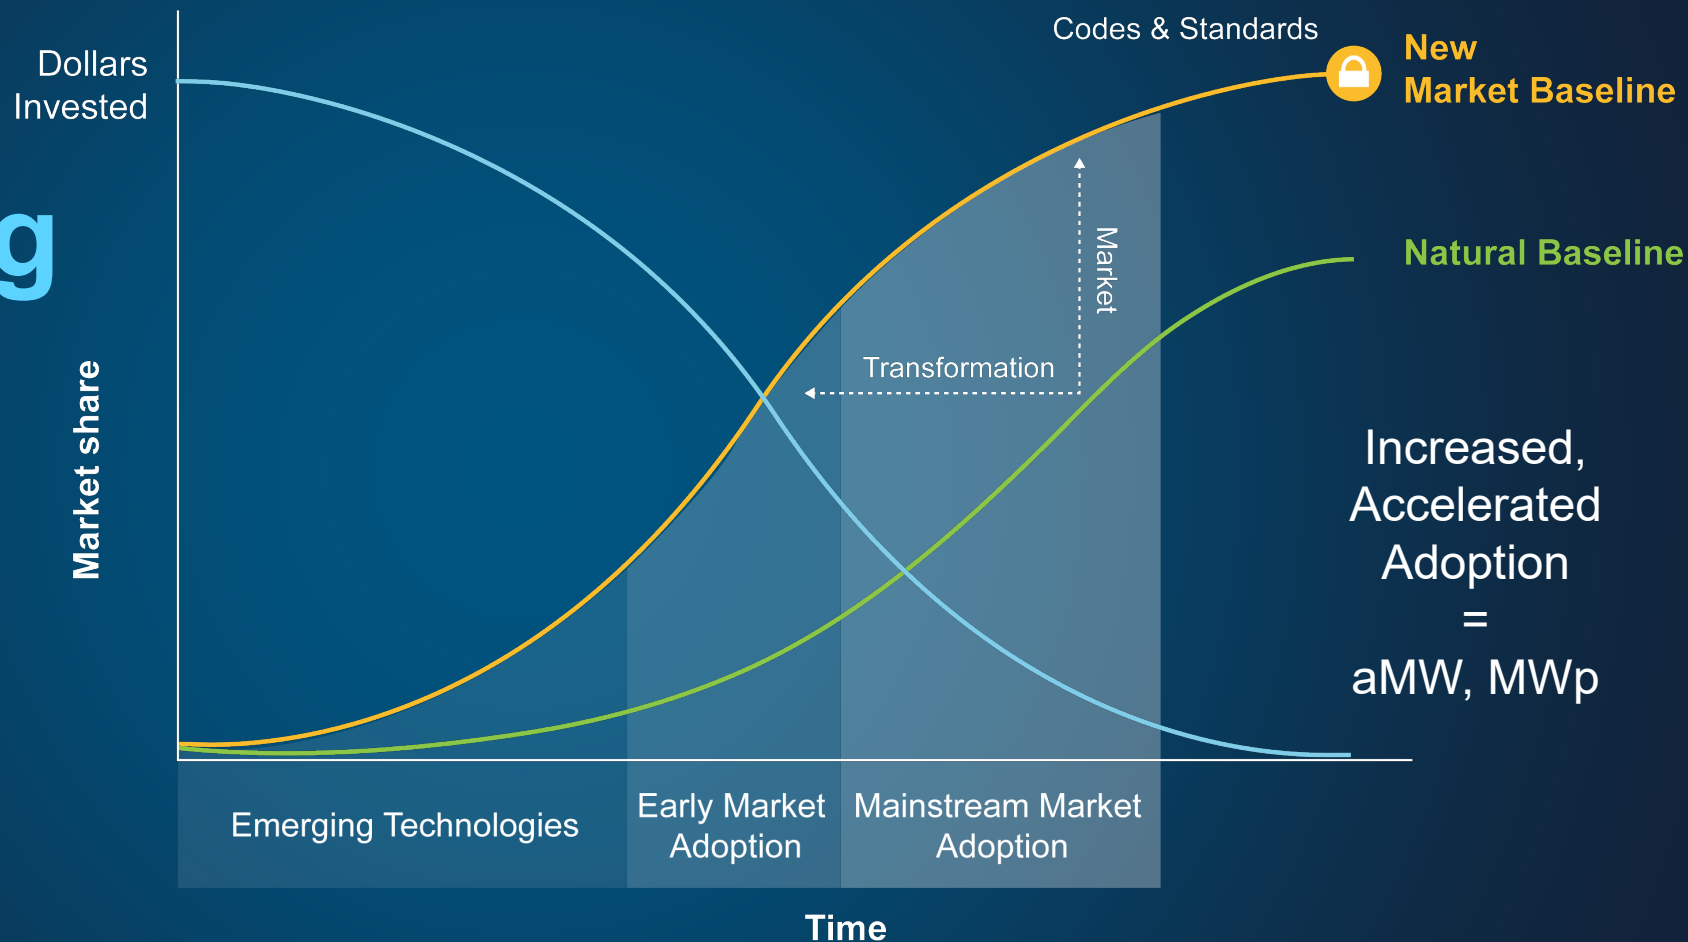 Codes & Standards
New
Market Baseline
Dollars
Invested
g
Natural Baseline
Market
Transformation
Market share
Increased,
Accelerated
Adoption
=
aMW, MWp
Emerging Technologies
Early Market
Adoption
Mainstream Market
Adoption
Time